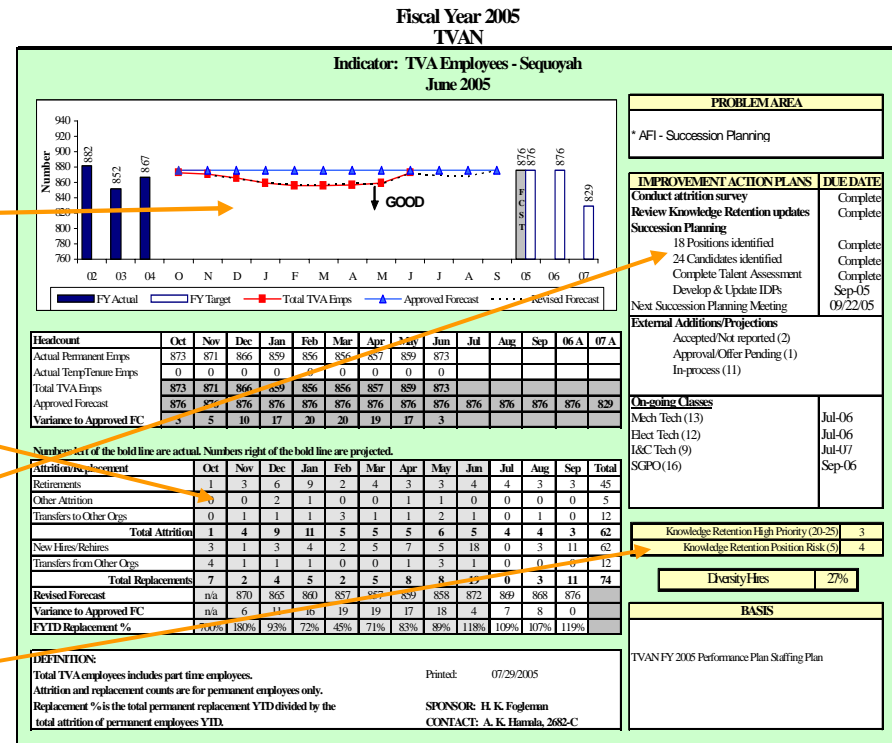 Fiscal Year 2005
TVAN
Indicator: TVA Employees - Sequoyah
June 2005
940
920
900
880
860
840
820
800
780
760
Number
882
852
867
876
876
876
829
GOOD
FCST
02 03 04 O N D J F M A M J J A S 05 06 07
FY Actual FY Target Total TVA Emps Approved Forecast Revised Forecast
PROBLEM AREA
* AFI - Succession Planning
IMPROVEMENT ACTION PLANS DUE DATE
Conduct attrition survey Complete
Review Knowledge Retention updates Complete
Succession Planning
18 Positions identified Complete
24 Candidates identified Complete
Complete Talent Assessment Complete
Develop & Update IDPs Sep-05
Next Succession Planning Meeting 09/22/05
External Additions/Projections
Accepted/Not reported (2)
Approval/Offer Pending (1)
In-process (11)
On-going Classes
Mech Tech (13) Jul-06
Elect Tech (12) Jul-06
I&C Tech (9) Jul-07
SGPO (16) Sep-06
Headcount Oct Nov Dec Jan Feb Mar Apr May Jun Jul Aug Sep 06 A 07 A
Actual Permanent Emps 873 871 866 859 856 856 857 859 873
Actual Temp/Tenure Emps 0 0 0 0 0 0 0 0 0
Total TVA Emps 873 871 866 859 856 856 857 859 873
Approved Forecast 876 876 876 876 876 876 876 876 876 876 876 876 876 829
Variance to Approved FC 3 5 10 17 20 20 19 17 3
Numbers left of the bold line are actual. Numbers right of the bold line are projected.
Attrition/Replacement Oct Nov Dec Jan Feb Mar Apr May Jun Jul Aug Sep Total
Retirements 1 3 6 9 2 4 3 3 4 4 3 3 45
Other Attrition 0 0 2 1 0 0 1 1 0 0 0 0 5
Transfers to Other Orgs 0 1 1 1 3 1 1 2 1 0 1 0 12
Total Attrition 1 4 9 11 5 5 5 6 5 4 4 3 62
New Hires/Rehires 3 1 3 4 2 5 7 5 18 0 3 11 62
Transfers from Other Orgs 4 1 1 1 0 0 1 3 1 0 0 0 12
Total Replacements 7 2 4 5 2 5 8 8 0 3 11 74
Revised Forecast n/a 870 865 860 857 857 859 858 872 869 868 876
Variance to Approved FC n/a 6 11 16 19 19 17 18 4 7 8 0
FYTD Replacement % 700% 180% 93% 72% 45% 71% 83% 89% 118% 109% 107% 119%
Knowledge Retention High Priority (20-25) 3
Knowledge Retention Position Risk (5) 4
Diversity Hires 27%
BASIS
TVAN FY 2005 Performance Plan Staffing Plan
DEFINITION:
Total TVA employees includes part time employees. Printed: 07/29/2005
Attrition and replacement counts are for permanent employees only.
Replacement % is the total permanent replacement YTD divided by the SPONSOR: H. K. Fogleman
total attrition of permanent employees YTD. CONTACT: A. K. Hamala, 2682-C